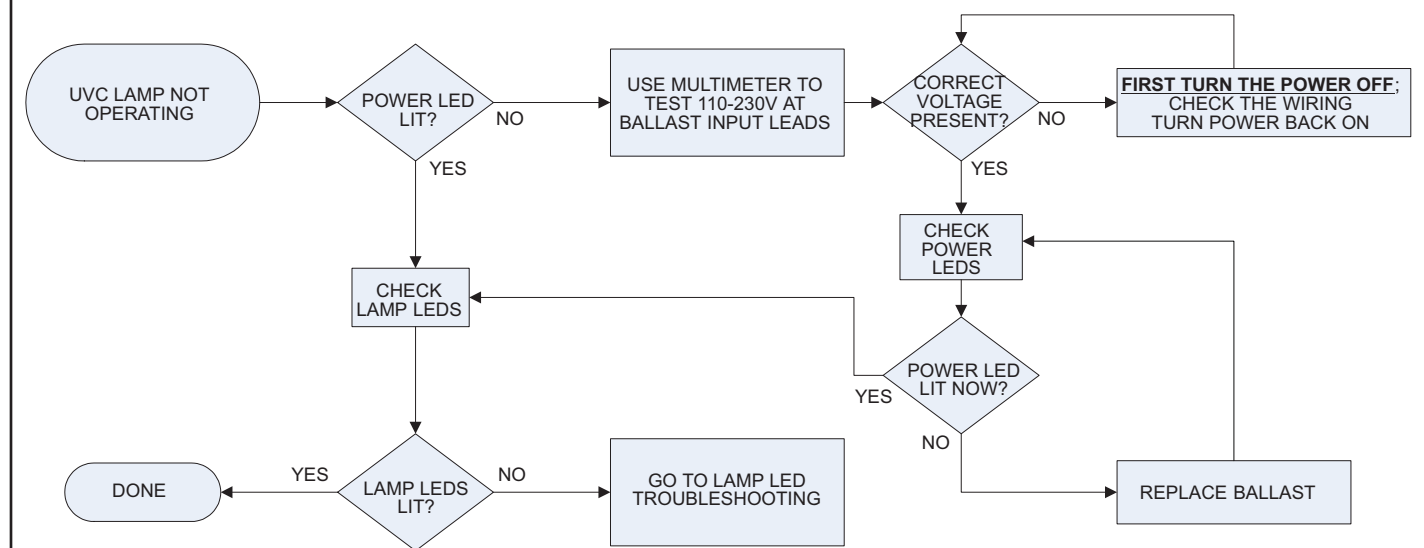 UVC LAMP NOT
OPERATING
POWER LED
LIT?
NO
YES
USE MULTIMETER TO
TEST 110-230V AT
BALLAST INPUT LEADS
CORRECT
VOLTAGE
PRESENT?
NO
YES
FIRST TURN THE POWER OFF;
CHECK THE WIRING
TURN POWER BACK ON
CHECK
POWER
LEDS
CHECK
LAMP LEDS
POWER LED
LIT NOW?
YES
NO
REPLACE BALLAST
LAMP LEDS
LIT?
YES
NO
DONE
GO TO LAMP LED
TROUBLESHOOTING